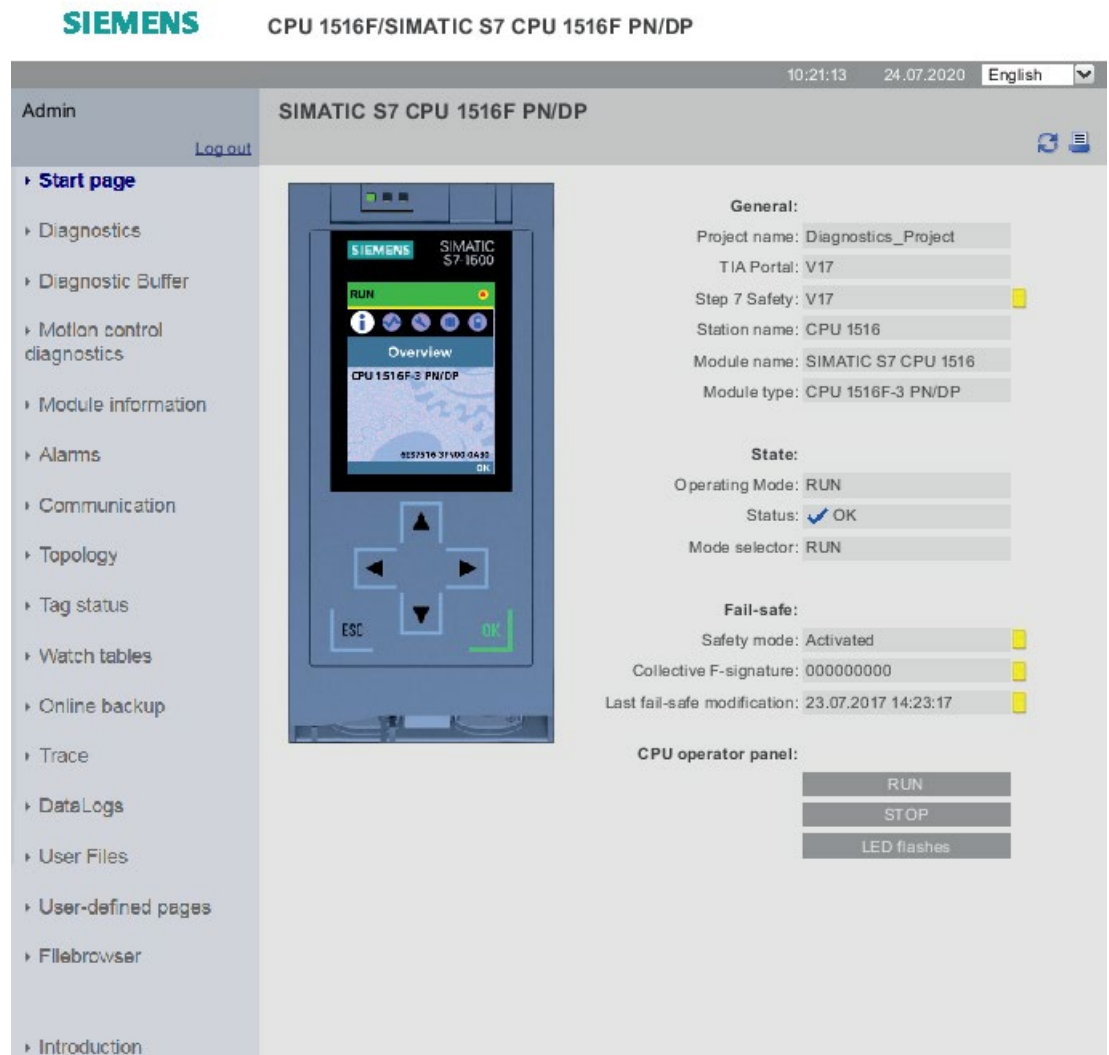 SIEMENS
CPU 1516F/SIMATIC S7 CPU 1516F PN/DP
10:21:13 24.07.2020 English
Admin
Log out
SIMATIC S7 CPU 1516F PN/DP
Start page
Diagnostics
Diagnostic Buffer
Motion control
diagnostics
Module information
Alarms
Communication
Topology
Tag status
Watch tables
Online backup
Trace
DataLogs
User Files
User-defined pages
Filebrowser
Introduction
SIEMENS
SIMATIC
S7-1500
RUN
Overview
CPU 1516F-3 PN/DP
OK
ESC
OK
General:
Project name: Diagnostics_Project
TIA Portal: V17
Step 7 Safety: V17
Station name: CPU 1516
Module name: SIMATIC S7 CPU 1516
Module type: CPU 1516F-3 PN/DP
State:
Operating Mode: RUN
Status: OK
Mode selector: RUN
Fail-safe:
Safety mode: Activated
Collective F-signature: 000000000
Last fail-safe modification: 23.07.2017 14:23:17
CPU operator panel:
RUN
STOP
LED flashes